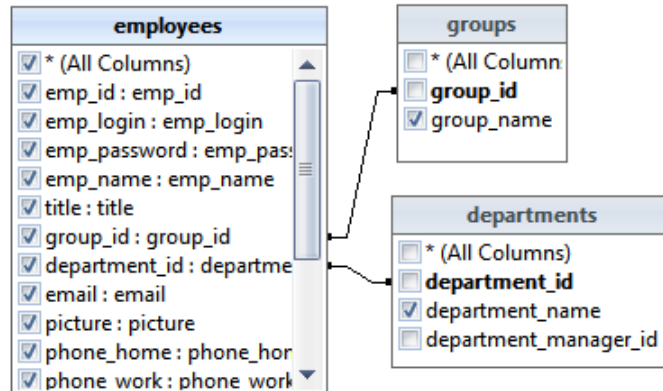 employees
* (All Columns)
emp_id : emp_id
emp_login : emp_login
emp_password : emp_pass
emp_name : emp_name
title : title
group_id : group_id
department_id : departme
email : email
picture : picture
phone_home : phone_hor
phone_work : phone_work
groups
* (All Column
group_id
group_name
departments
* (All Columns)
department_id
department_name
department_manager_id